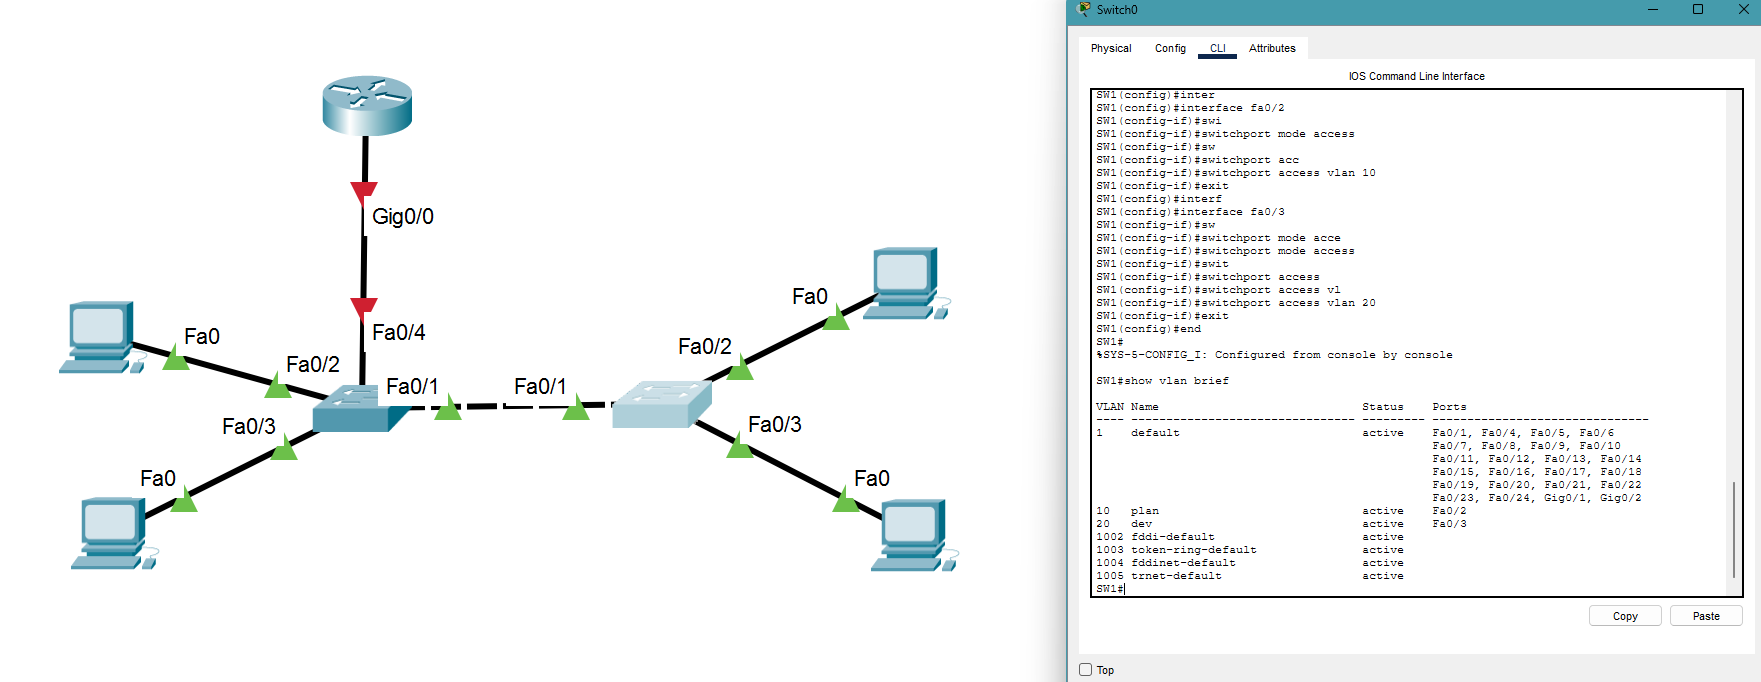 Switch0
Physical Config CLI Attributes
IOS Command Line Interface
SW1(config)#inter
SW1(config)#interface fa0/2
SW1(config-if)#swi
SW1(config-if)#switchport mode access
SW1(config-if)#sw
SW1(config-if)#switchport acc
SW1(config-if)#switchport access vlan 10
SW1(config-if)#exit
SW1(config)#interf
SW1(config)#interface fa0/3
SW1(config-if)#sw
SW1(config-if)#switchport mode acce
SW1(config-if)#switchport mode access
SW1(config-if)#swit
SW1(config-if)#switchport access
SW1(config-if)#switchport access vl
SW1(config-if)#switchport access vlan 20
SW1(config-if)#exit
SW1(config)#end
SW1#
%SYS-5-CONFIG_I: Configured from console by console
SW1#show vlan brief
VLAN Name Status Ports
---- -------------------------------- --------- -------------------------------
1 default active Fa0/1, Fa0/4, Fa0/5, Fa0/6
Fa0/7, Fa0/8, Fa0/9, Fa0/10
Fa0/11, Fa0/12, Fa0/13, Fa0/14
Fa0/15, Fa0/16, Fa0/17, Fa0/18
Fa0/19, Fa0/20, Fa0/21, Fa0/22
Fa0/23, Fa0/24, Gig0/1, Gig0/2
10 plan active Fa0/2
20 dev active Fa0/3
1002 fddi-default active
1003 token-ring-default active
1004 fddinet-default active
1005 trnet-default active
SW1#
Copy Paste
Top
Gig0/0
Fa0/4
Fa0
Fa0/2
Fa0/1
Fa0/3
Fa0
Fa0/1
Fa0/2
Fa0
Fa0/3
Fa0